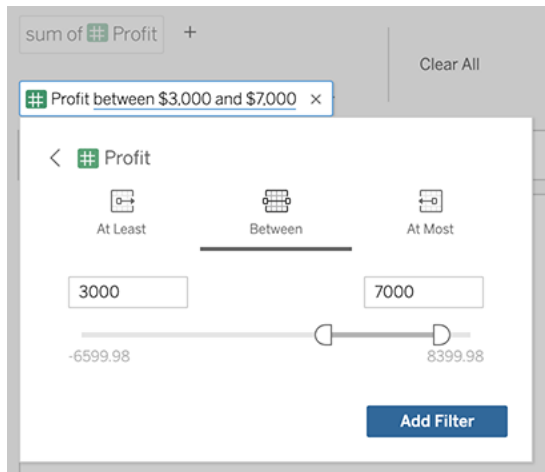 sum of # Profit +
Clear All
# Profit between $3,000 and $7,000 ×
# Profit
At Least Between At Most
3000 7000
-6599.98 8399.98
Add Filter